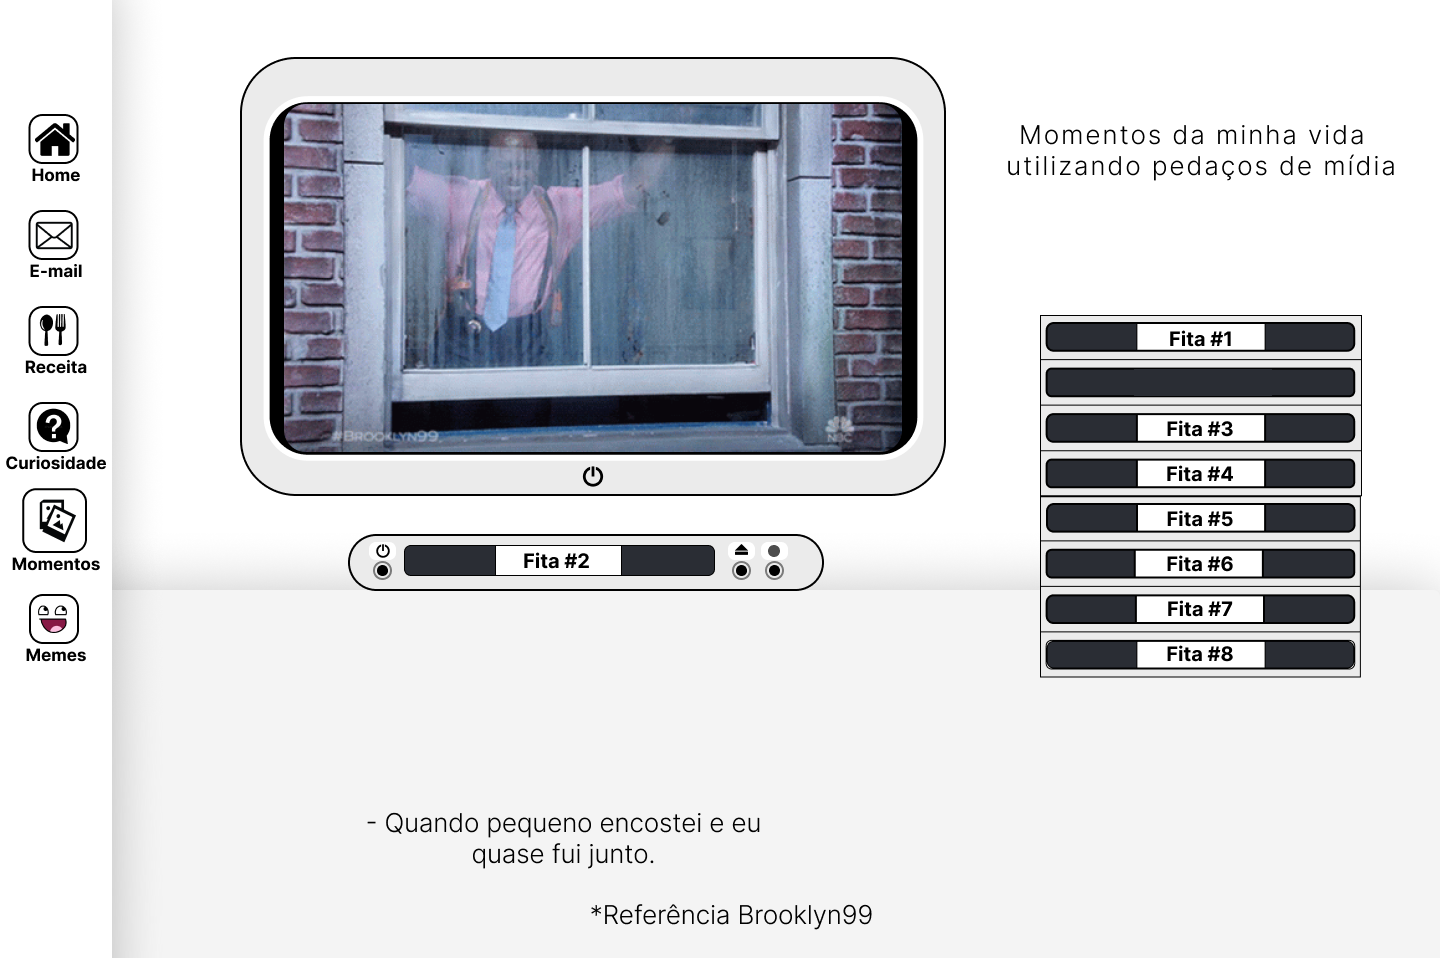 Home
E-mail
Receita
Curiosidade
Momentos
Memes
#BROOKLYN99
NBC
Fita #2
Momentos da minha vida
utilizando pedaços de mídia
Fita #1
Fita #3
Fita #4
Fita #5
Fita #6
Fita #7
Fita #8
- Quando pequeno encostei e eu
quase fui junto.
*Referência Brooklyn99